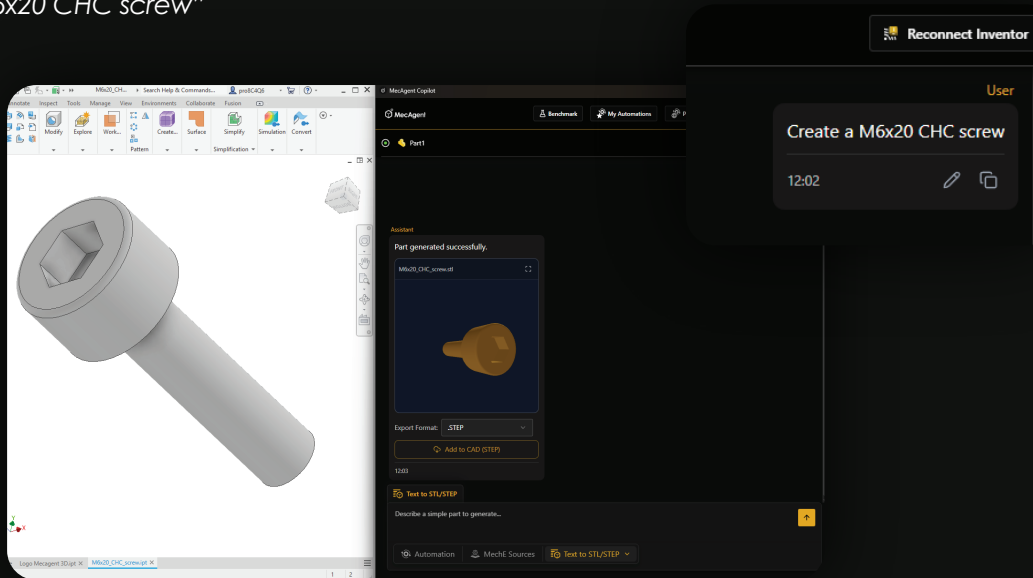 6x20 CHC screw"
Reconnect Inventor
User
Create a M6x20 CHC screw
12:02
M6x20_CH...
Search Help & Commands...
pro8C4Q6
Inspect Tools Manage View Environments Collaborate Fusion
Modify Explore Work... Create... Surface Simplify Simulation Convert
Pattern Simplification
Y
X
Logo Mecagent 3D.ipt
M6x20_CHC_screw.ipt
1 2
MecAgent Copilot
MecAgent
Benchmark
My Automations
Part1
Assistant
Part generated successfully.
M6x20_CHC_screw.stl
Export Format: .STEP
Add to CAD (STEP)
12:03
Text to STL/STEP
Describe a simple part to generate...
Automation
MechE Sources
Text to STL/STEP